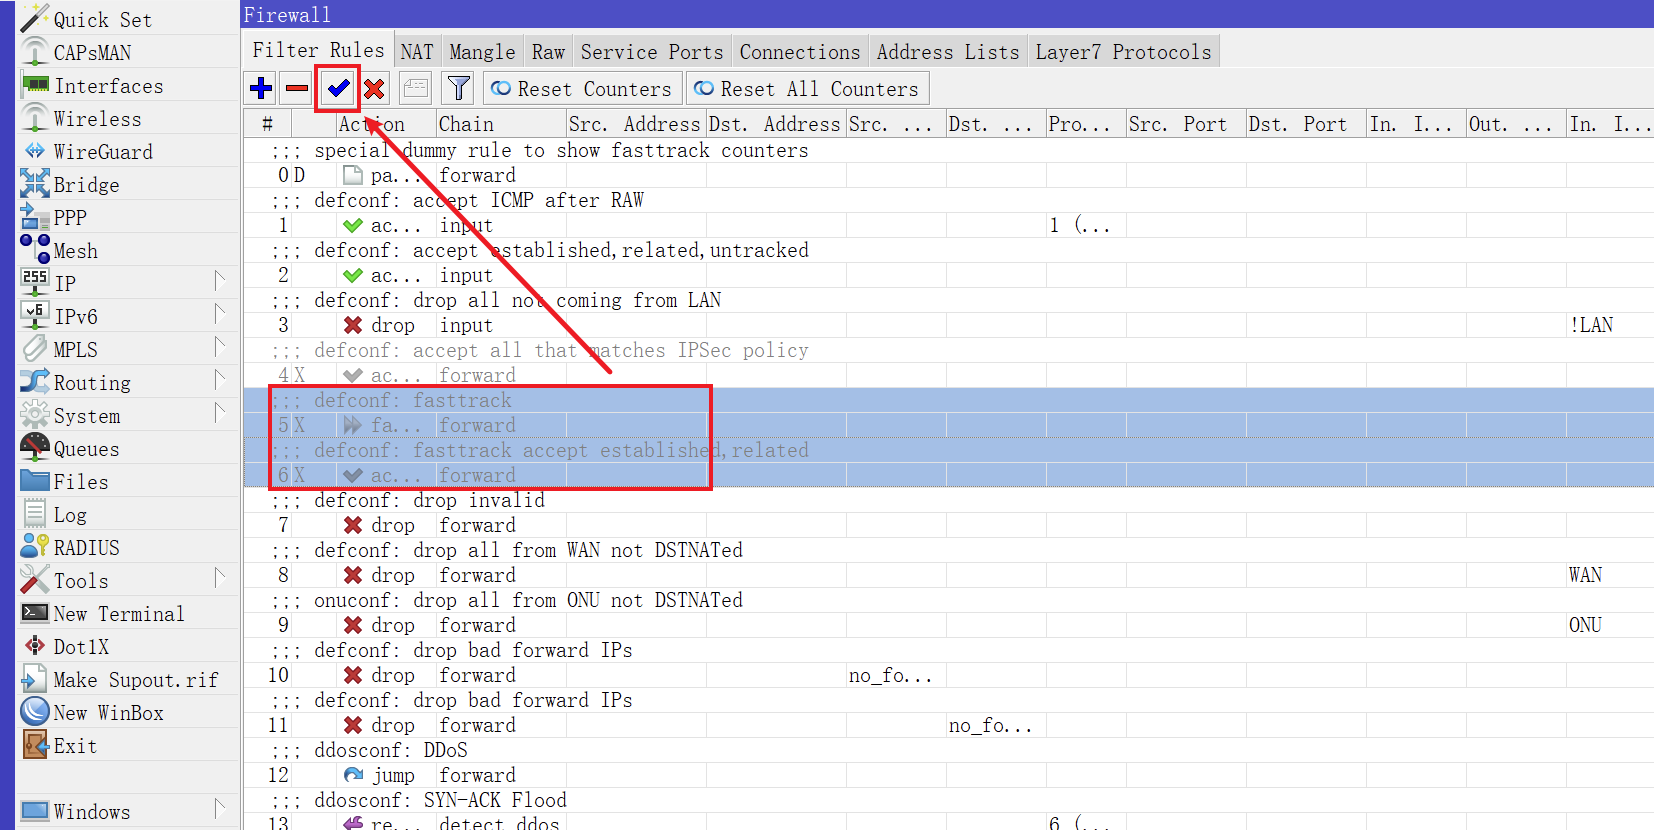 Quick Set
CAPsMAN
Interfaces
Wireless
WireGuard
Bridge
PPP
Mesh
IP
IPv6
MPLS
Routing
System
Queues
Files
Log
RADIUS
Tools
New Terminal
Dot1X
Make Supout.rif
New WinBox
Exit
Windows
Firewall
Filter Rules NAT Mangle Raw Service Ports Connections Address Lists Layer7 Protocols
Reset Counters Reset All Counters
# Action Chain Src. Address Dst. Address Src. ... Dst. ... Pro... Src. Port Dst. Port In. I... Out. ... In. I...
;;; special dummy rule to show fasttrack counters
0 D pa... forward
;;; defconf: accept ICMP after RAW
1 ac... input 1 (...
;;; defconf: accept established,related,untracked
2 ac... input
;;; defconf: drop all not coming from LAN
3 drop input !LAN
;;; defconf: accept all that matches IPSec policy
4 X ac... forward
;;; defconf: fasttrack
5 X fa... forward
;;; defconf: fasttrack accept established,related
6 X ac... forward
;;; defconf: drop invalid
7 drop forward
;;; defconf: drop all from WAN not DSTNATed
8 drop forward WAN
;;; onuconf: drop all from ONU not DSTNATed
9 drop forward ONU
;;; defconf: drop bad forward IPs
10 drop forward no_fo...
;;; defconf: drop bad forward IPs
11 drop forward no_fo...
;;; ddosconf: DDoS
12 jump forward
;;; ddosconf: SYN-ACK Flood
13 re... detect_ddos 6 (...